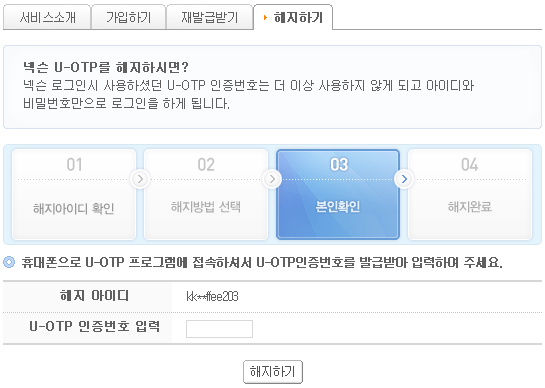 서비스소개 가입하기 재발급받기 해지하기
넥슨 U-OTP를 해지하시면?
넥슨 로그인시 사용하셨던 U-OTP 인증번호는 더 이상 사용하지 않게 되고 아이디와
비밀번호만으로 로그인을 하게 됩니다.
01 02 03 04
해지아이디 확인 해지방법 선택 본인확인 해지완료
휴대폰으로 U-OTP 프로그램에 접속하셔서 U-OTP인증번호를 발급받아 입력하여 주세요.
해지 아이디 kk**ffee203
U-OTP 인증번호 입력
해지하기